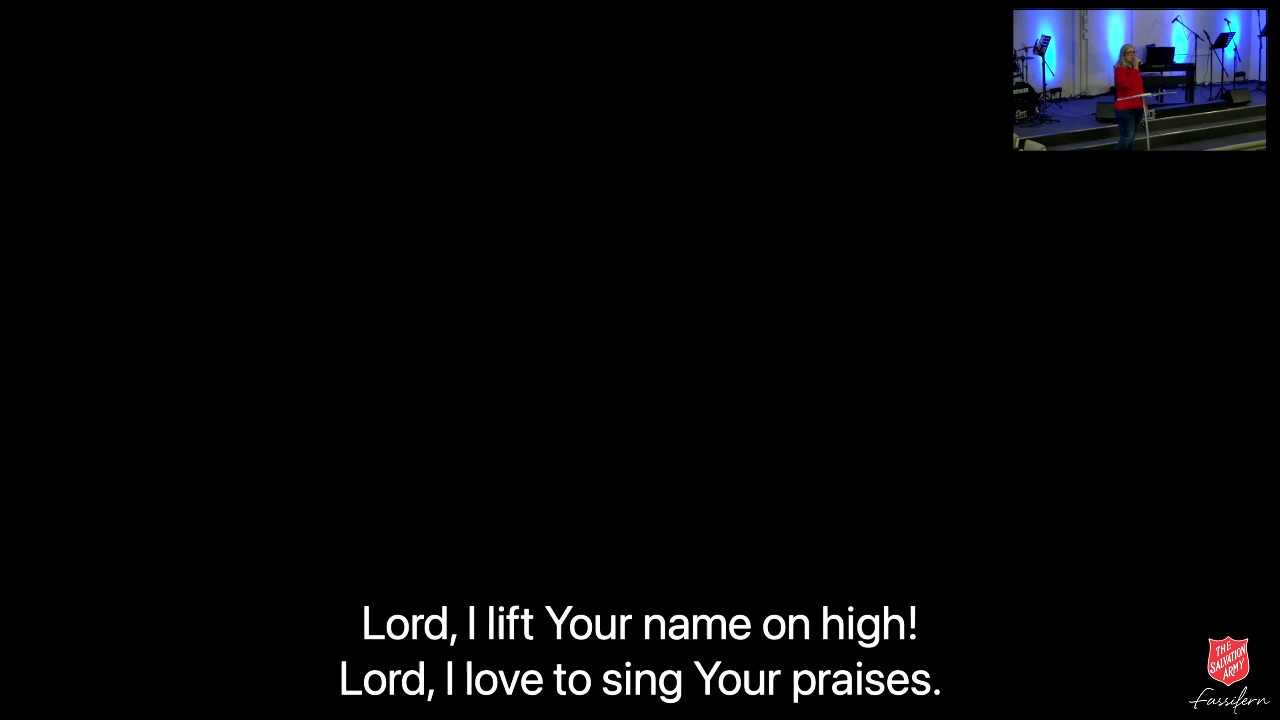 Lord, I lift Your name on high!
Lord, I love to sing Your praises.
THE
SALVATION
ARMY
Fassifern